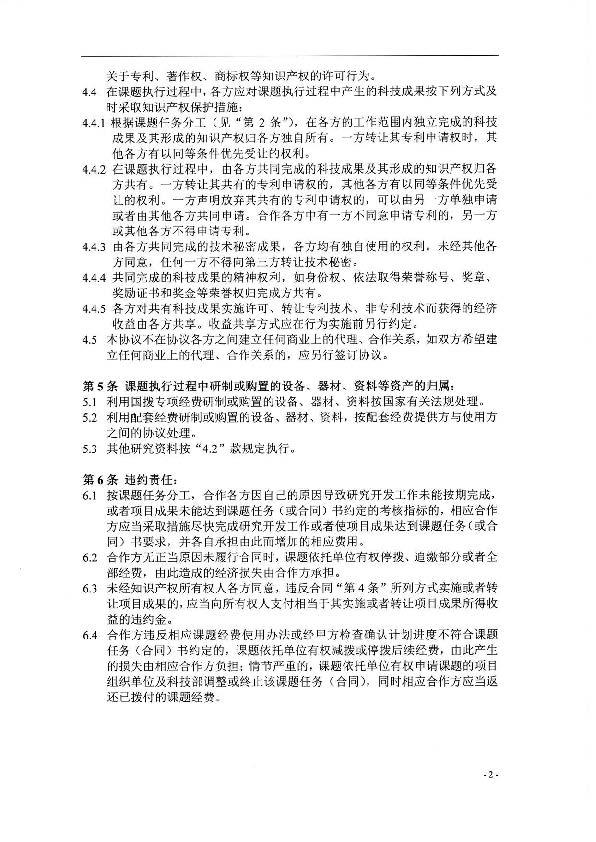 关于专利、著作权、商标权等知识产权的许可行为。
4.4 在课题执行过程中,各方应对课题执行过程中产生的科技成果按下列方式及
时采取知识产权保护措施:
4.4.1 根据课题任务分工(见“第 2 条”),在各方的工作范围内独立完成的科技
成果及其形成的知识产权归各方独自所有。一方转让其专利申请权时,其
他各方有以同等条件优先受让的权利。
4.4.2 在课题执行过程中,由各方共同完成的科技成果及其形成的知识产权归各
方共有。一方转让其共有的专利申请权的,其他各方有以同等条件优先受
让的权利。一方声明放弃其共有的专利申请权的,可以由另一方单独申请
或者由其他各方共同申请。合作各方中有一方不同意申请专利的,另一方
或其他各方不得申请专利。
4.4.3 由各方共同完成的技术秘密成果,各方均有独自使用的权利,未经其他各
方同意,任何一方不得向第三方转让技术秘密;
4.4.4 共同完成的科技成果的精神权利,如身份权、依法取得荣誉称号、奖章、
奖励证书和奖金等荣誉权归完成方共有。
4.4.5 各方对共有科技成果实施许可、转让专利技术、非专利技术而获得的经济
收益由各方共享。收益共享方式应在行为实施前另行约定。
4.5 本协议不在协议各方之间建立任何商业上的代理、合作关系,如双方希望建
立任何商业上的代理、合作关系的,应另行签订协议。
第 5 条 课题执行过程中研制或购置的设备、器材、资料等资产的归属:
5.1 利用国拨专项经费研制或购置的设备、器材、资料按国家有关法规处理。
5.2 利用配套经费研制或购置的设备、器材、资料,按配套经费提供方与使用方
之间的协议处理。
5.3 其他研究资料按“4.2”款规定执行。
第 6 条 违约责任:
6.1 按课题任务分工,合作各方因自己的原因导致研究开发工作未能按期完成,
或者项目成果未能达到课题任务(或合同)书约定的考核指标的,相应合作
方应当采取措施尽快完成研究开发工作或者使项目成果达到课题任务(或合
同)书要求,并各自承担由此而增加的相应费用。
6.2 合作方无正当原因未履行合同时,课题依托单位有权停拨、追缴部分或者全
部经费,由此造成的经济损失由合作方承担。
6.3 未经知识产权所有权人各方同意,违反合同“第 4 条”所列方式实施或者转
让项目成果的,应当向所有权人支付相当于其实施或者转让项目成果所得收
益的违约金。
6.4 合作方违反相应课题经费使用办法或经甲方检查确认计划进度不符合课题
任务(合同)书约定的,课题依托单位有权减拨或停拨后续经费,由此产生
的损失由相应合作方负担;情节严重的,课题依托单位有权申请课题的项目
组织单位及科技部调整或终止该课题任务(合同),同时相应合作方应当返
还已拨付的课题经费。
- 2 -